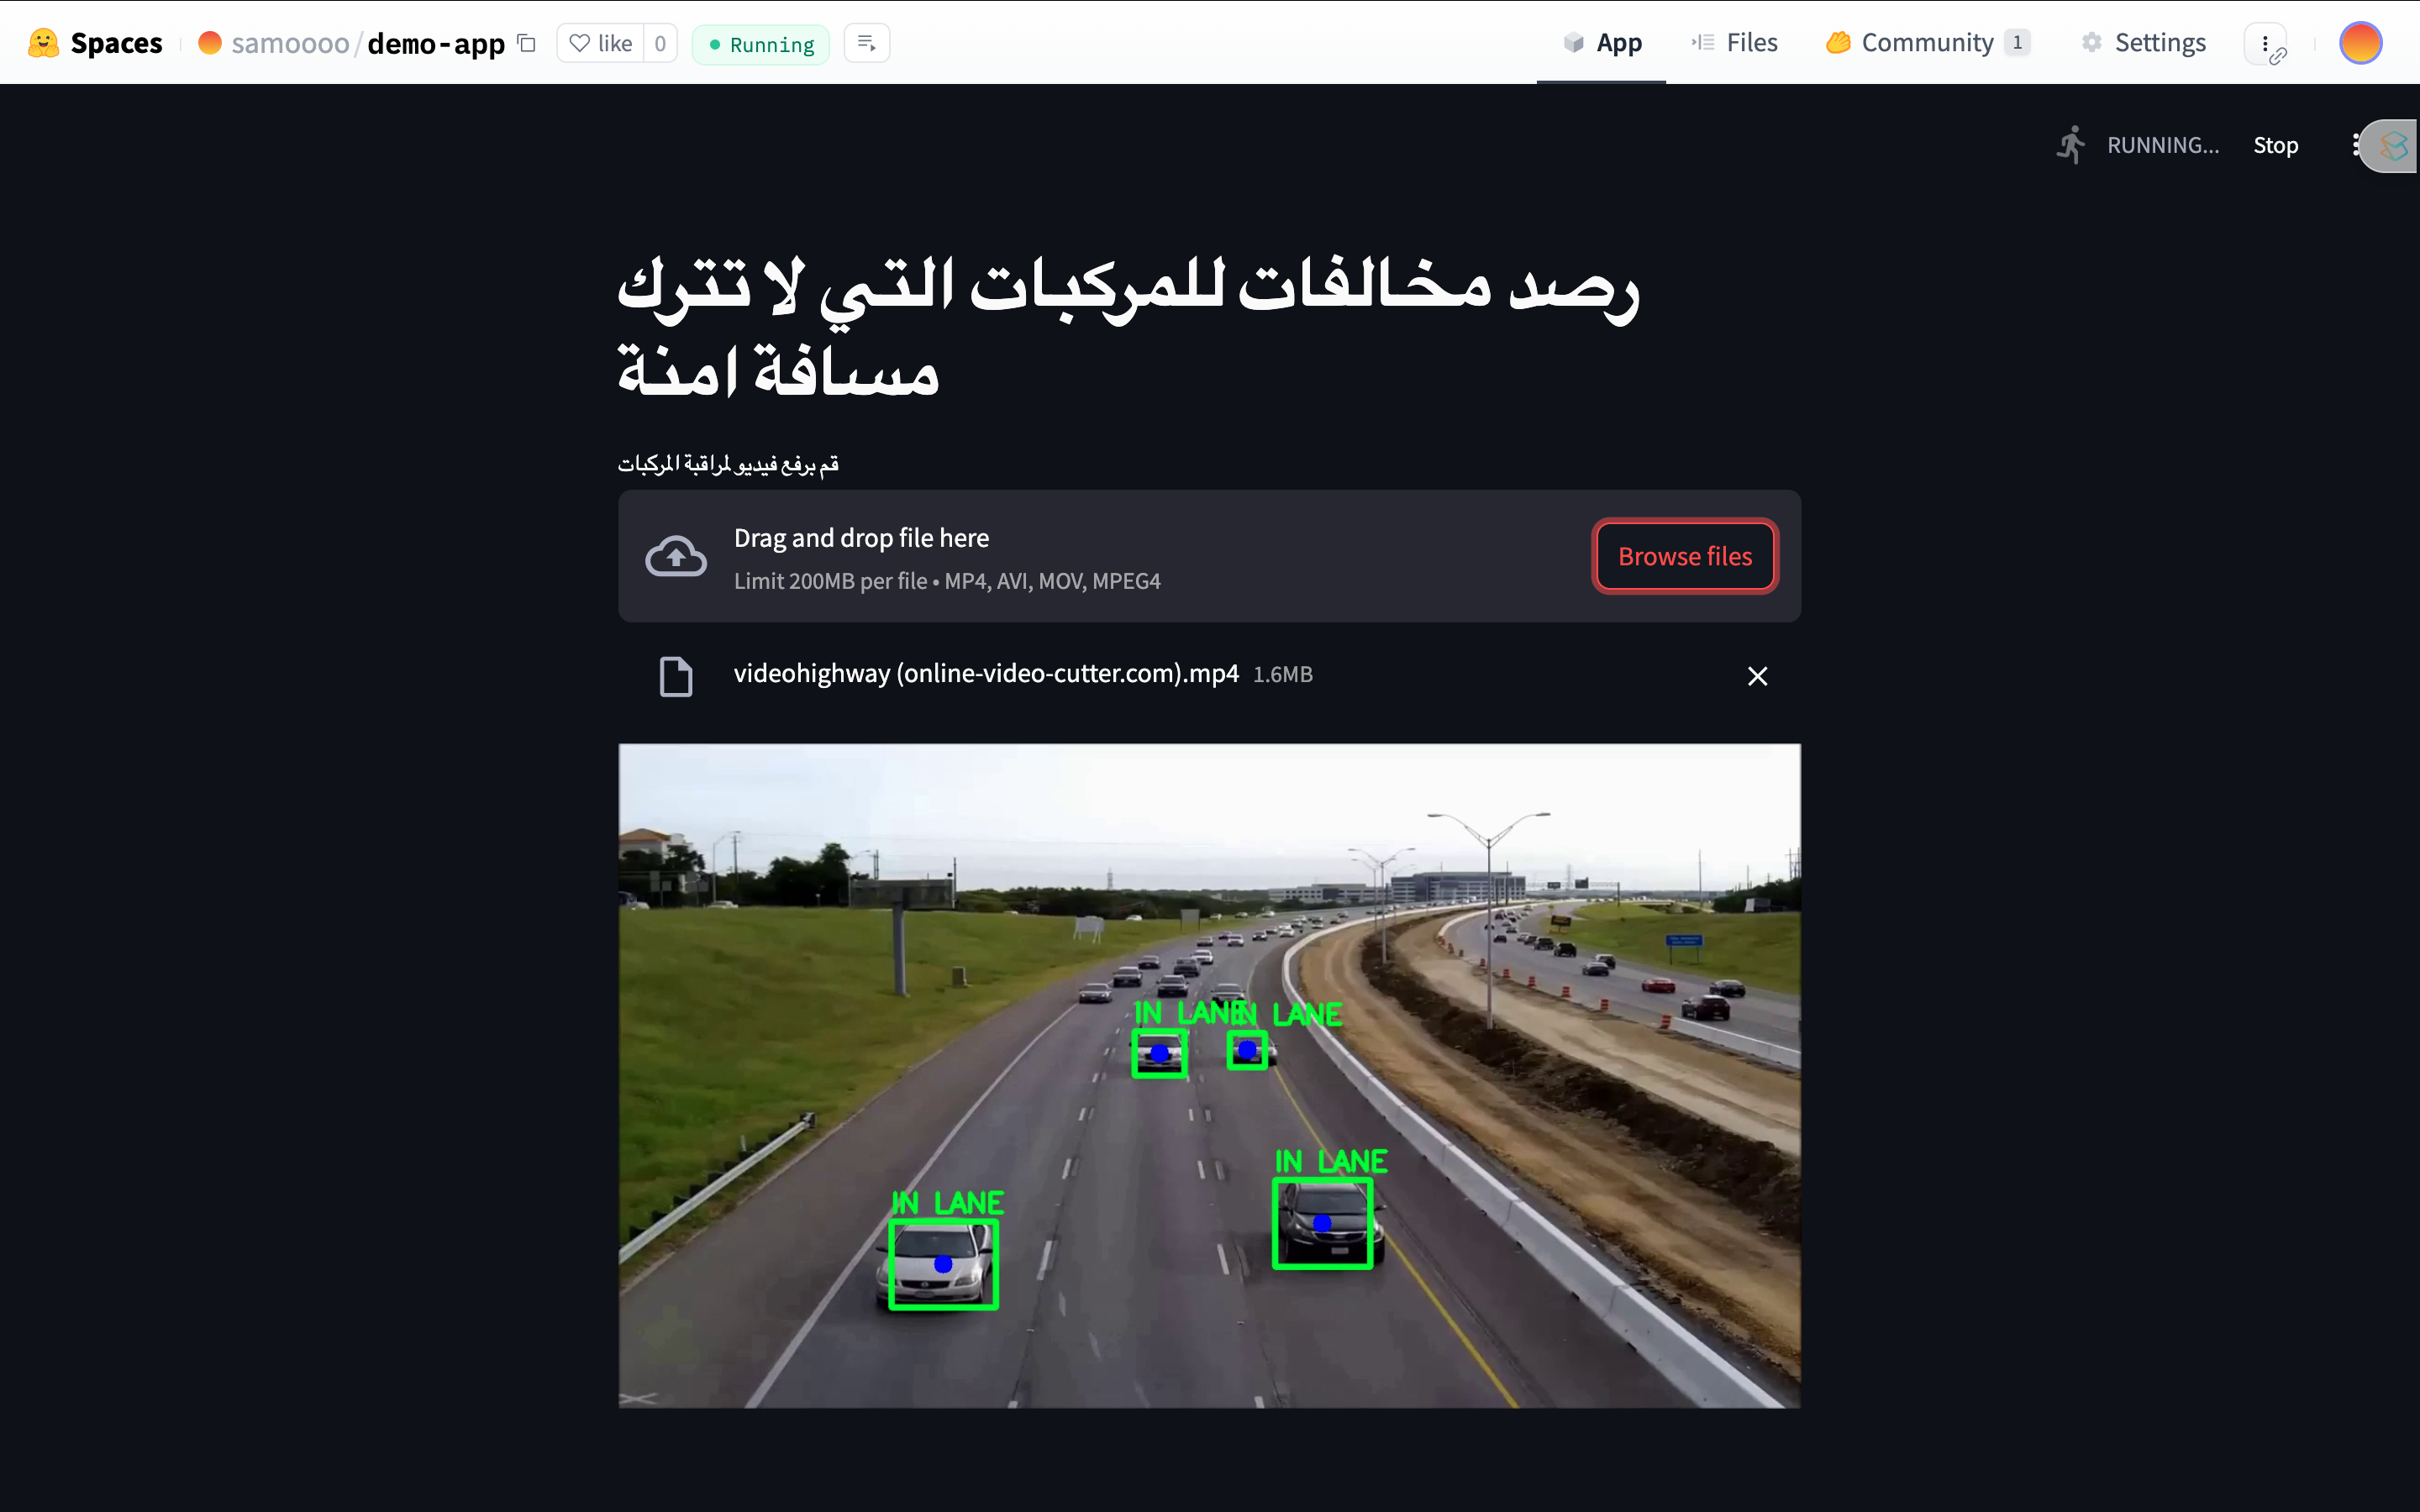 Spaces
samoooo/demo-app
like 0
Running
App
Files
Community 1
Settings
RUNNING...
Stop
رصد مخالفات للمركبات التي لا تترك
مسافة امنة
قم برفع فيديو لمراقبة المركبات
Drag and drop file here
Limit 200MB per file • MP4, AVI, MOV, MPEG4
Browse files
videohighway (online-video-cutter.com).mp4 1.6MB
IN LANE
IN LANE
IN LANE
IN LANE